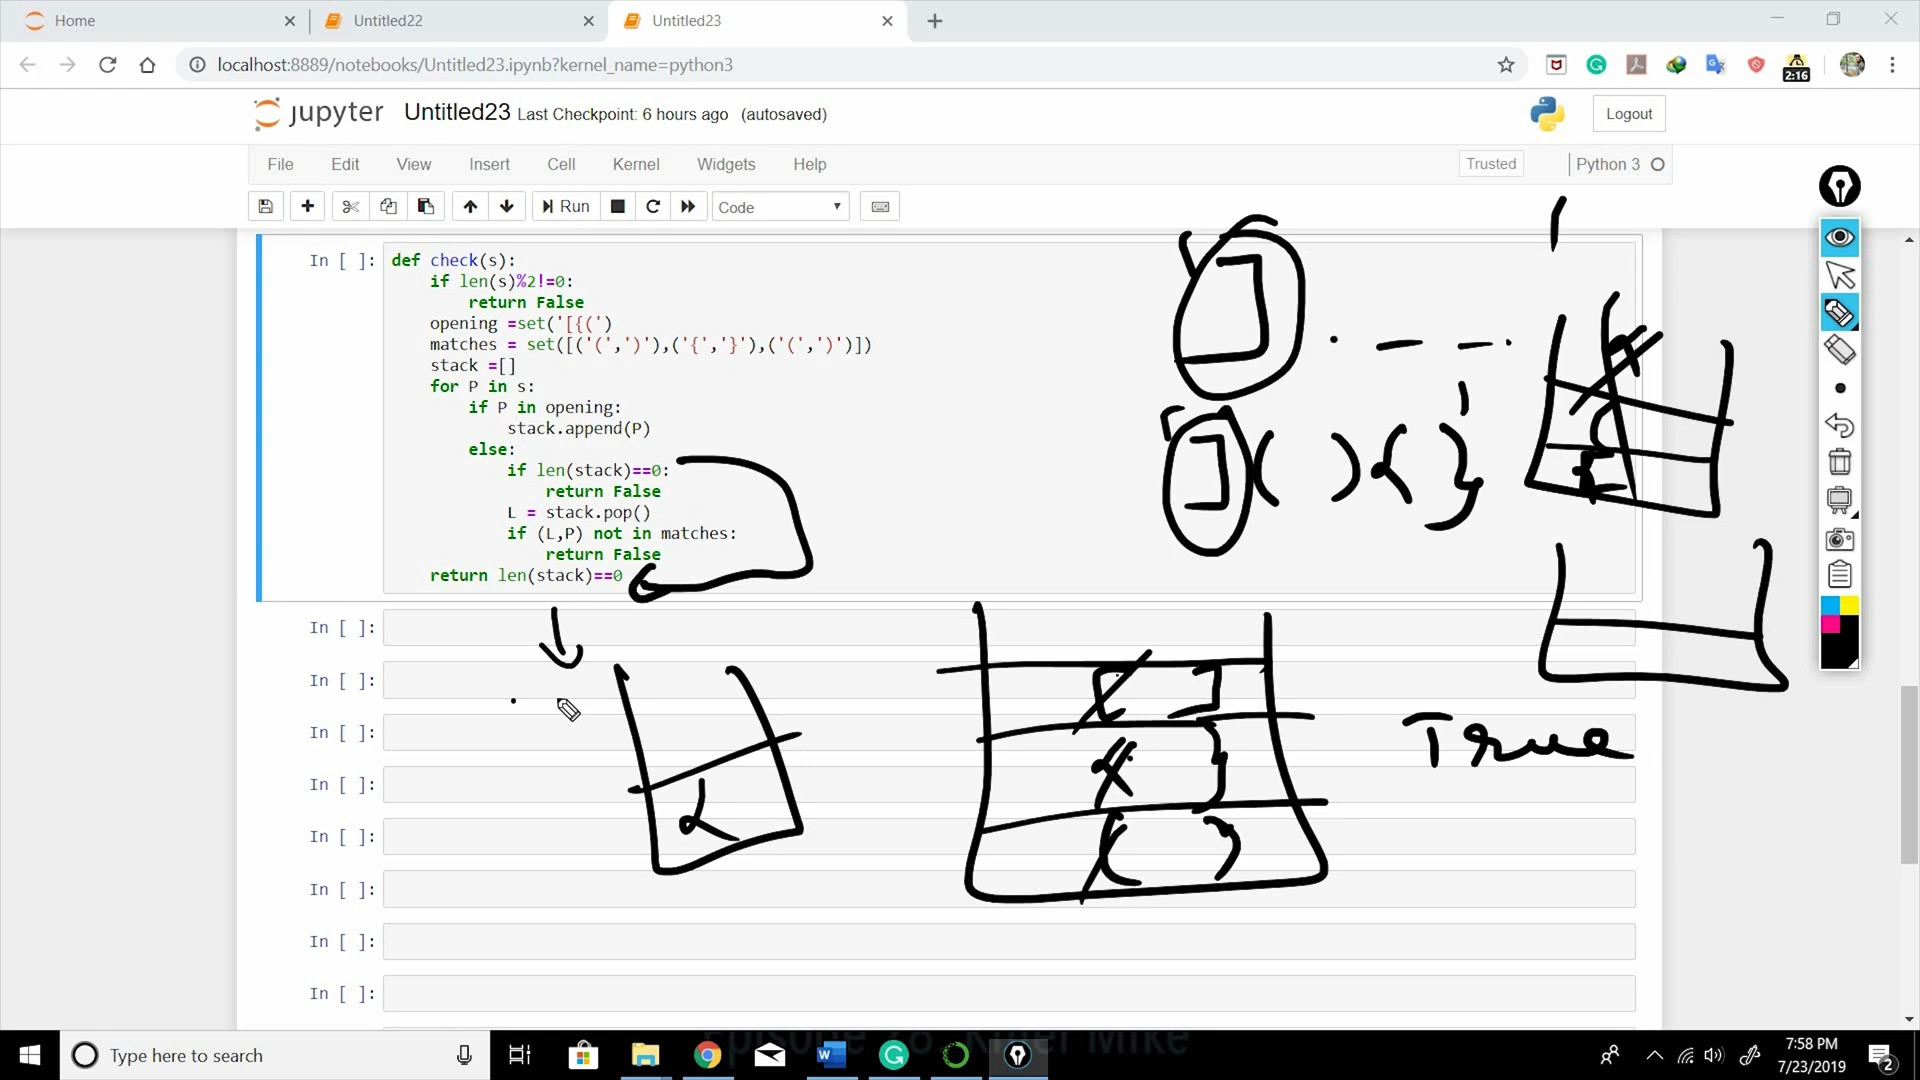 Home
Untitled22
Untitled23
localhost:8889/notebooks/Untitled23.ipynb?kernel_name=python3
2:16
jupyter Untitled23 Last Checkpoint: 6 hours ago (autosaved)
Logout
File Edit View Insert Cell Kernel Widgets Help
Trusted Python 3
Run Code
In [ ]: def check(s):
if len(s)%2!=0:
return False
opening =set('[{(')
matches = set([('(',')'),('{','}'),('(',')')])
stack =[]
for P in s:
if P in opening:
stack.append(P)
else:
if len(stack)==0:
return False
L = stack.pop()
if (L,P) not in matches:
return False
return len(stack)==0
] ( ) { }
In [ ]:
In [ ]:
In [ ]:
True
In [ ]:
In [ ]:
( )
In [ ]:
In [ ]:
In [ ]:
Type here to search
7:58 PM
7/23/2019
2